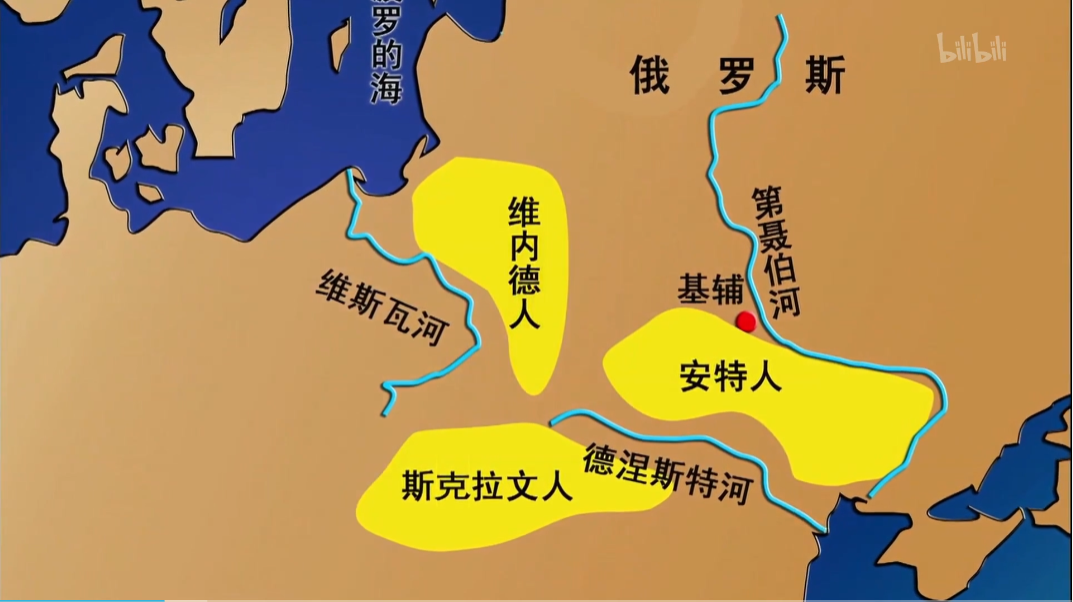 波罗的海
bilibili
俄罗斯
维内德人
第聂伯河
基辅
维斯瓦河
安特人
德涅斯特河
斯克拉文人